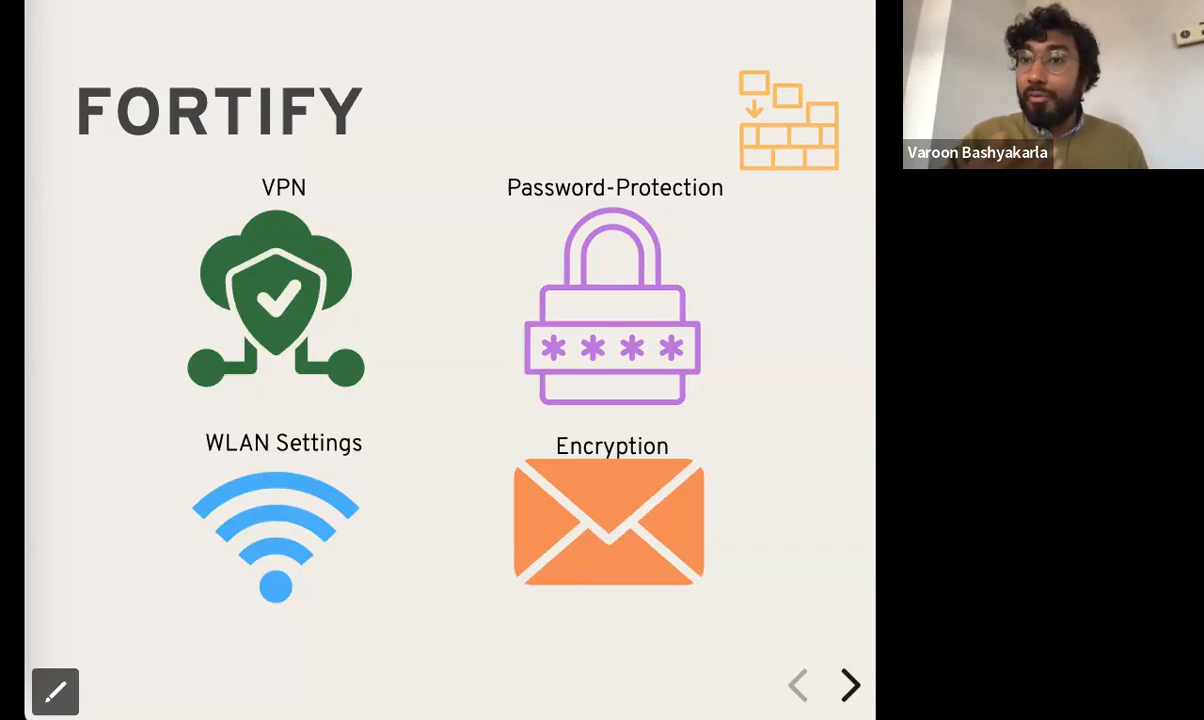 FORTIFY
VPN
Password-Protection
* * * *
WLAN Settings
Encryption
Varoon Bashyakarla